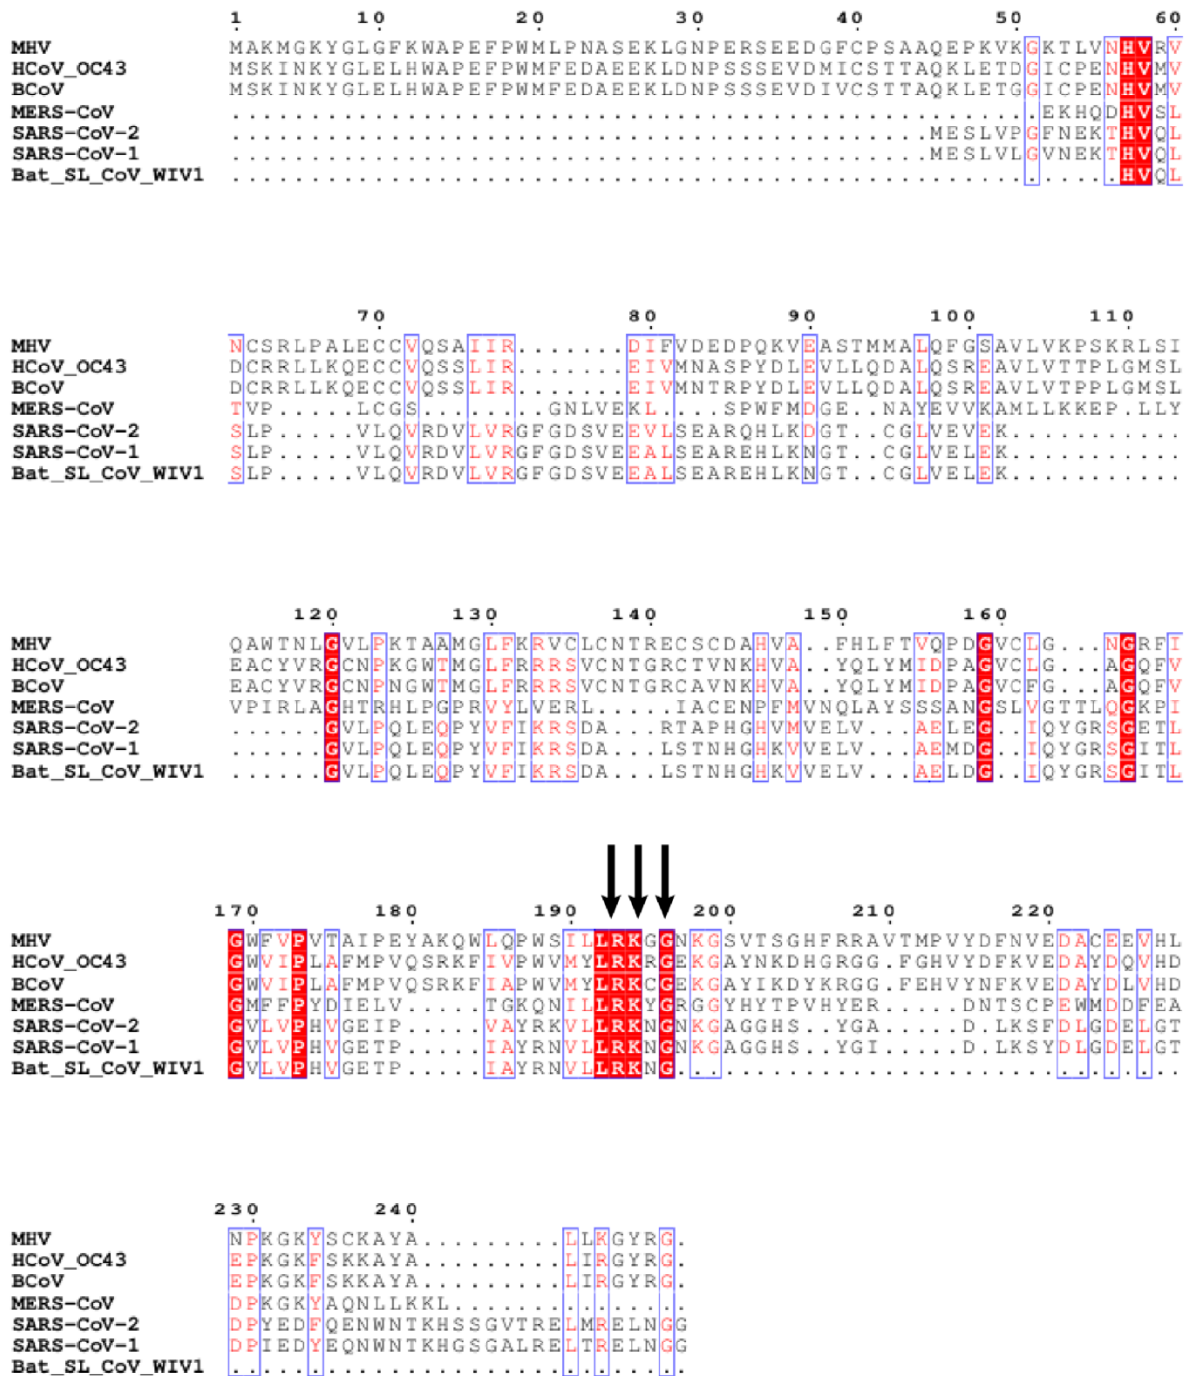 1 10 20 30 40 50 60
MHV MAKMGKYGLGFKWAPEFPWMLPNASEKLGNPERSEEDGFCPSAAQEPKVKGKTLVNHVRV
HCoV_OC43 MSKINKYGLELHWAPEFPWMFEDAEEKLDNPSSSEVDMICSTTAQKLETDGICPENHVMV
BCoV MSKINKYGLELHWAPEFPWMFEDAEEKLDNPSSSEVDIVCSTTAQKLETGGICPENHVMV
MERS-CoV ...................................................EKHQDHVSL
SARS-CoV-2 ............................................MESLVPGFNEKTHVQL
SARS-CoV-1 ............................................MESLVLGVNEKTHVQL
Bat_SL_CoV_WIV1 ........................................................HVQL
70 80 90 100 110
MHV NCSRLPALECCVQSAIIR.......DIFVDEDPQKVEASTMMALQFGSAVLVKPSKRLSI
HCoV_OC43 DCRRLLKQECCVQSSLIR.......EIVMNASPYDLEVLLQDALQSREAVLVTTPLGMSL
BCoV DCRRLLKQECCVQSSLIR.......EIVMNTRPYDLEVLLQDALQSREAVLVTPPLGMSL
MERS-CoV TVP.....LCGS........GNLVEKL...SPWFMDGE..NAYEVVKAMLLKKEP.LLY
SARS-CoV-2 SLP.....VLQVRDVLVRGFGDSVEEVLSEARQHLKDGT..CGLVEVEK...........
SARS-CoV-1 SLP.....VLQVRDVLVRGFGDSVEEALSEAREHLKNGT..CGLVELEK...........
Bat_SL_CoV_WIV1 SLP.....VLQVRDVLVRGFGDSVEEALSEAREHLKNGT..CGLVELEK...........
120 130 140 150 160
MHV QAWTNLGVLPKTAAMGLFKRVCLCNTRECSCDAHVA..FHLFTVQPDGVCLG...NGRFI
HCoV_OC43 EACYVRGCNPKGWTMGLFRRRSVCNTGRCTVNKHVA..YQLYMIDPAGVCLG...AGQFV
BCoV EACYVRGCNPNGWTMGLFRRRSVCNTGRCAVNKHVA..YQLYMIDPAGVCFG...AGQFV
MERS-CoV VPIRLAGHTRHLPGPRVYLVERL....IACENPFMVNQLAYSSSANGSLVGTTLQGKPI
SARS-CoV-2 ......GVLPQLEQPYVFIKRSDA...RTAPHGHVMVELV...AELEG..IQYGRSGETL
SARS-CoV-1 ......GVLPQLEQPYVFIKRSDA...LSTNHGHKVVELV...AEMDG..IQYGRSGITL
Bat_SL_CoV_WIV1 ......GVLPQLEQPYVFIKRSDA...LSTNHGHKVVELV...AELDG..IQYGRSGITL
170 180 190 200 210 220
MHV GWFVPVTAIPEYAKQWLQPWSILLRKGGNKGSVTSGHFRRAVTMPVYDFNVEDACEEVHL
HCoV_OC43 GWVIPLAFMPVQSRKFIVPWVMYLRKRGEKGAYNKDHGRGG.FGHVYDFKVEDAYDQVHD
BCoV GWVIPLAFMPVQSRKFIAPWVMYLRKCGEKGAYIKDYKRGG.FEHVYNFKVEDAYDLVHD
MERS-CoV GMFFPYDIELV.....TGKQNILLRKYGRGGYHYTPVHYER...DNTSCPEWMDDFEA
SARS-CoV-2 GVLVPHVGEIP.....VAYRKVLLRKNGNKGAGGHS..YGA....D.LKSFDLGDELGT
SARS-CoV-1 GVLVPHVGETP.....IAYRNVLLRKNGNKGAGGHS..YGI....D.LKSYDLGDELGT
Bat_SL_CoV_WIV1 GVLVPHVGETP.....IAYRNVLLRKNG................................
230 240
MHV NPKGKYSCKAYA.........LLKGYRG.
HCoV_OC43 EPKGKFSKKAYA.........LIRGYRG.
BCoV EPKGKFSKKAYA.........LIRGYRG.
MERS-CoV DPKGKYAQNLLKKL...............
SARS-CoV-2 DPYEDFQENWNTKHSSGVTRELMRELNGG
SARS-CoV-1 DPIEDYEQNWNTKHGSGALRELTRELNGG
Bat_SL_CoV_WIV1 .............................